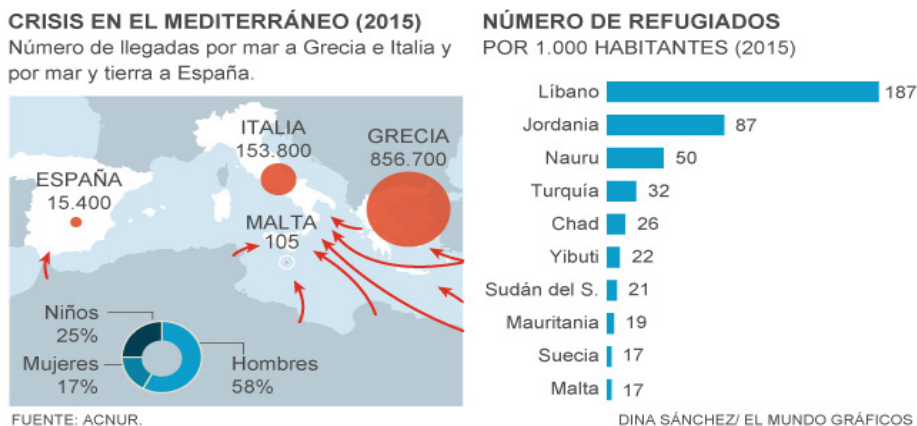 CRISIS EN EL MEDITERRÁNEO (2015)
Número de llegadas por mar a Grecia e Italia y
por mar y tierra a España.
ITALIA
153.800
GRECIA
856.700
ESPAÑA
15.400
MALTA
105
Niños
25%
Mujeres
17%
Hombres
58%
FUENTE: ACNUR.
NÚMERO DE REFUGIADOS
POR 1.000 HABITANTES (2015)
Líbano 187
Jordania 87
Nauru 50
Turquía 32
Chad 26
Yibuti 22
Sudán del S. 21
Mauritania 19
Suecia 17
Malta 17
DINA SÁNCHEZ/ EL MUNDO GRÁFICOS